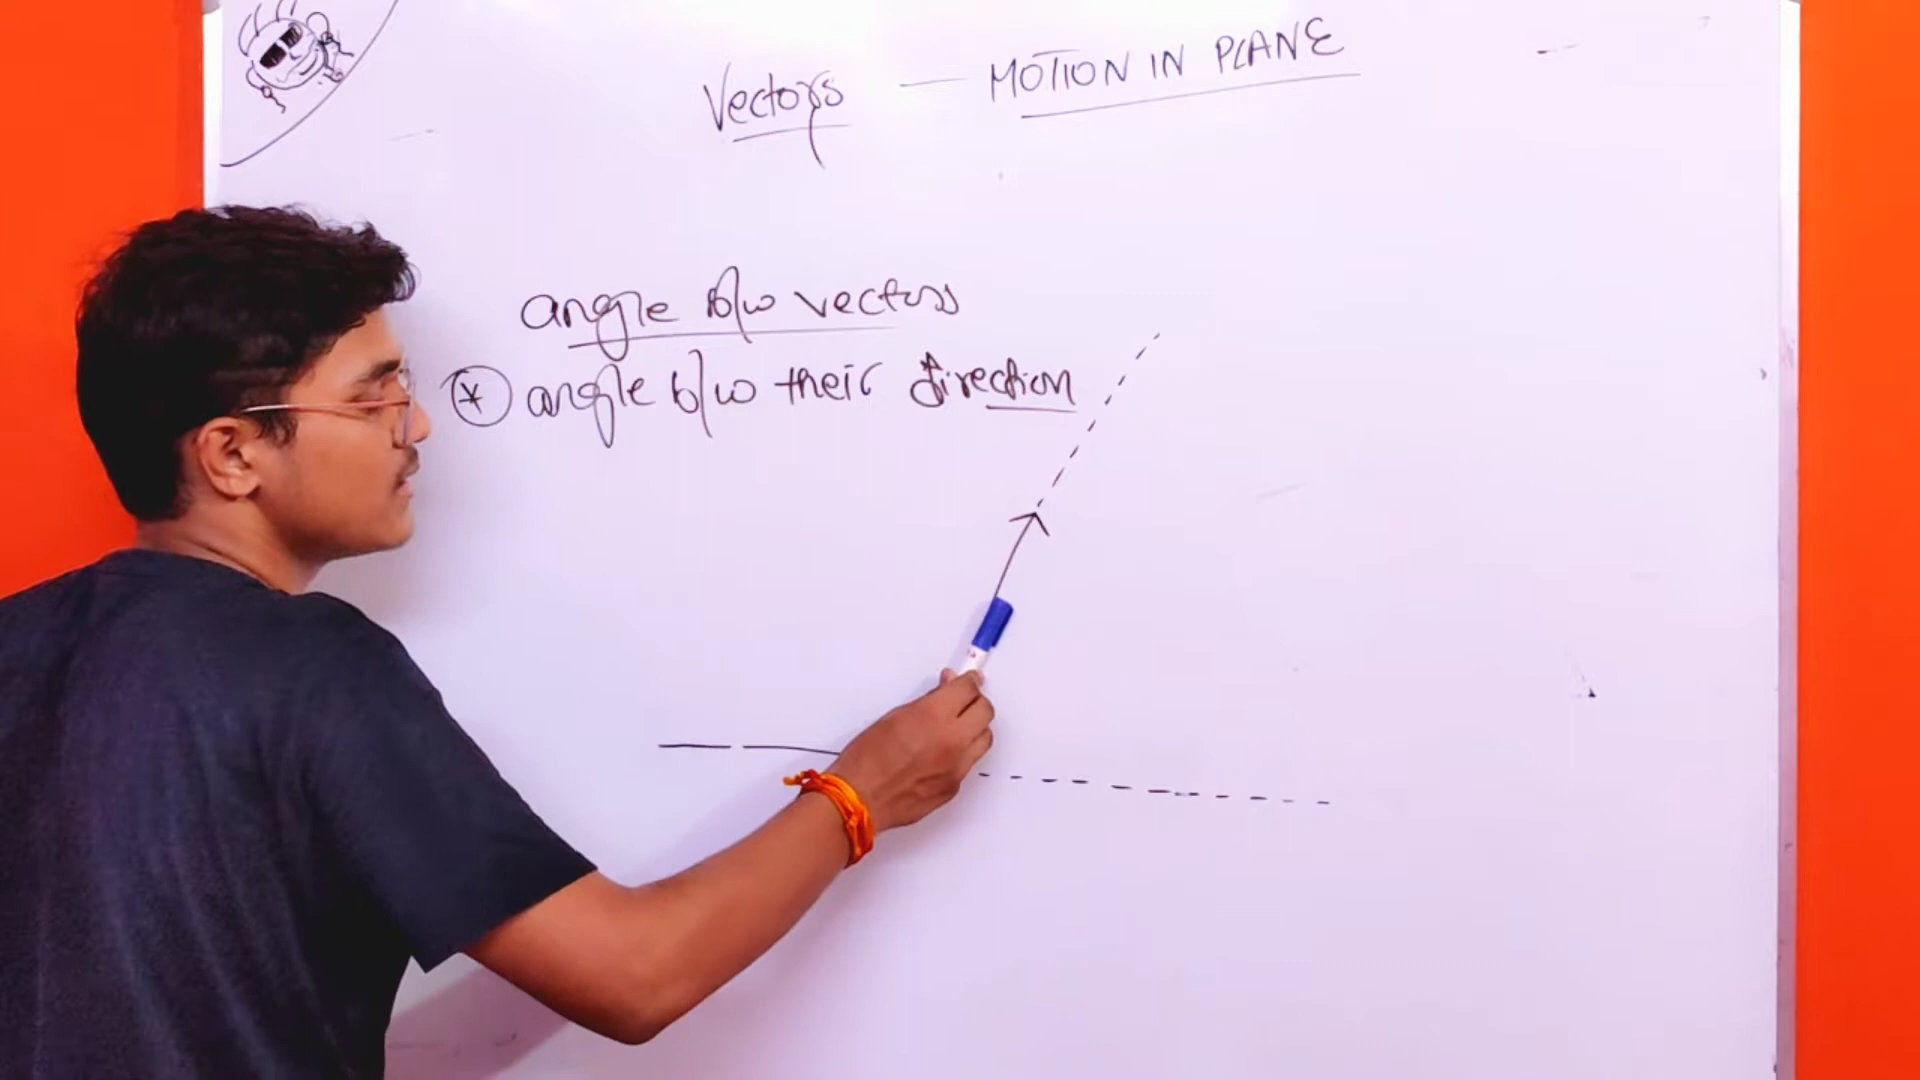 Vectors — MOTION IN PLANE
angle b/w vectors
* angle b/w their direction